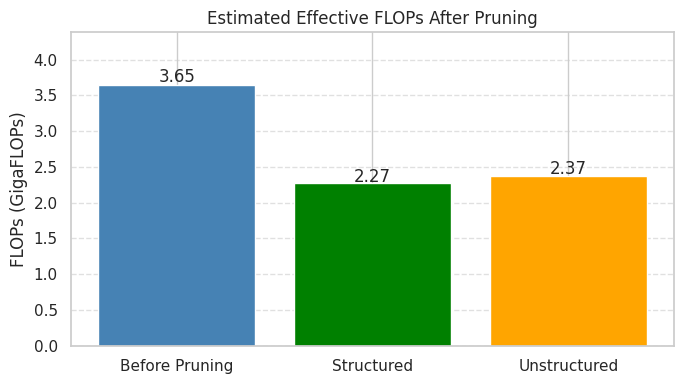 Estimated Effective FLOPs After Pruning
FLOPs (GigaFLOPs)
4.0
3.5
3.0
2.5
2.0
1.5
1.0
0.5
0.0
3.65
2.27
2.37
Before Pruning
Structured
Unstructured